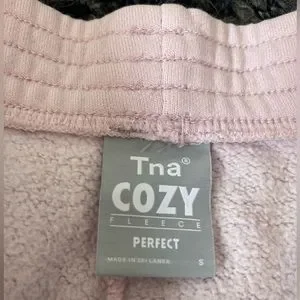 Tna®
COZY
FLEECE
PERFECT
MADE IN SRI LANKA S